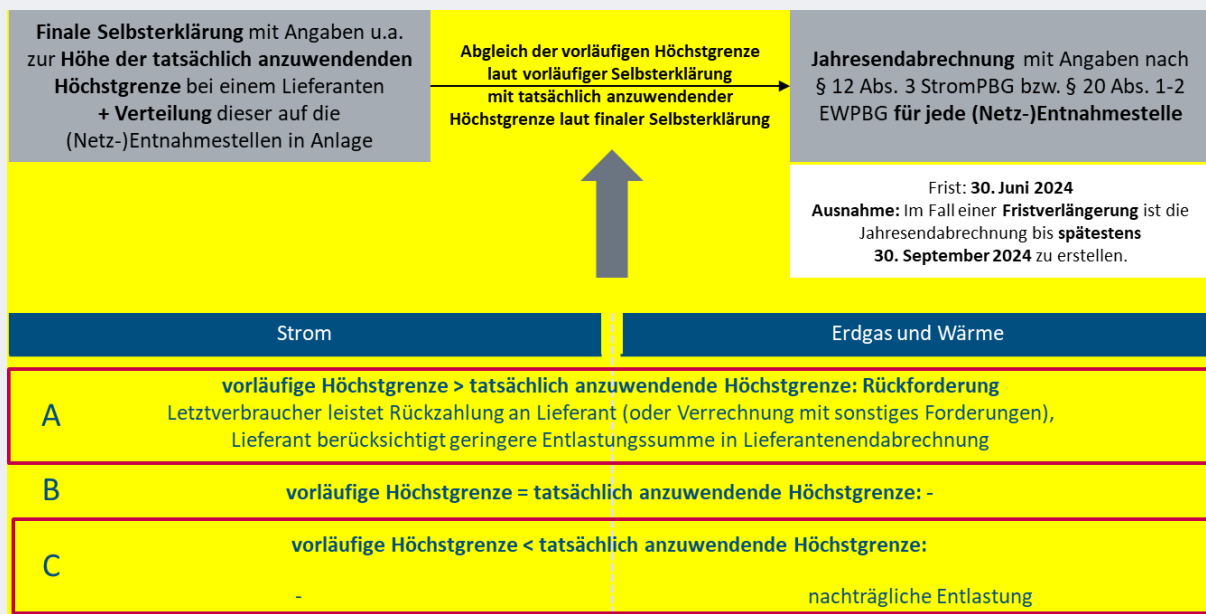 Finale Selbsterklärung mit Angaben u.a.
zur Höhe der tatsächlich anzuwendenden
Höchstgrenze bei einem Lieferanten
+ Verteilung dieser auf die
(Netz-)Entnahmestellen in Anlage
Abgleich der vorläufigen Höchstgrenze
laut vorläufiger Selbsterklärung
mit tatsächlich anzuwendender
Höchstgrenze laut finaler Selbsterklärung
Jahresendabrechnung mit Angaben nach
§ 12 Abs. 3 StromPBG bzw. § 20 Abs. 1-2
EWPBG für jede (Netz-)Entnahmestelle
Frist: 30. Juni 2024
Ausnahme: Im Fall einer Fristverlängerung ist die
Jahresendabrechnung bis spätestens
30. September 2024 zu erstellen.
Strom
Erdgas und Wärme
A
vorläufige Höchstgrenze > tatsächlich anzuwendende Höchstgrenze: Rückforderung
Letztverbraucher leistet Rückzahlung an Lieferant (oder Verrechnung mit sonstiges Forderungen),
Lieferant berücksichtigt geringere Entlastungssumme in Lieferantenendabrechnung
B
vorläufige Höchstgrenze = tatsächlich anzuwendende Höchstgrenze: -
C
vorläufige Höchstgrenze < tatsächlich anzuwendende Höchstgrenze:
-
nachträgliche Entlastung